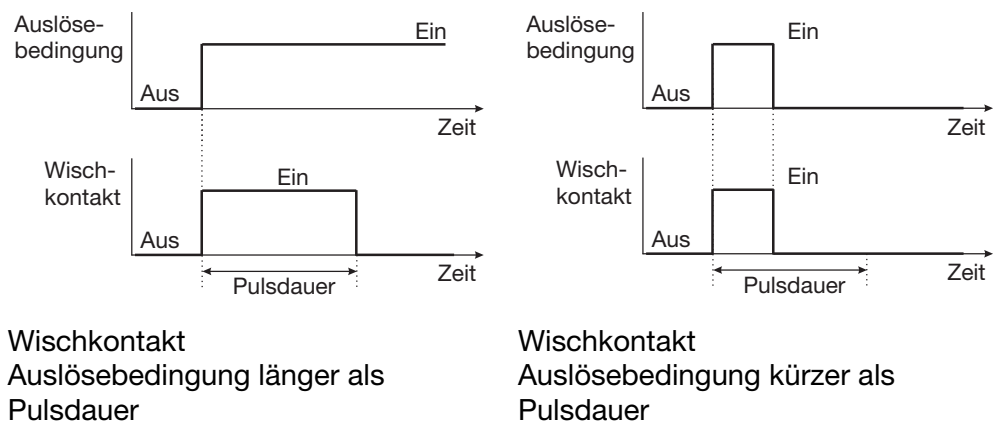 Auslöse-
bedingung
Ein
Aus
Zeit
Wisch-
kontakt
Ein
Aus
Zeit
Pulsdauer
Wischkontakt
Auslösebedingung länger als
Pulsdauer
Auslöse-
bedingung
Ein
Aus
Zeit
Wisch-
kontakt
Ein
Aus
Zeit
Pulsdauer
Wischkontakt
Auslösebedingung kürzer als
Pulsdauer